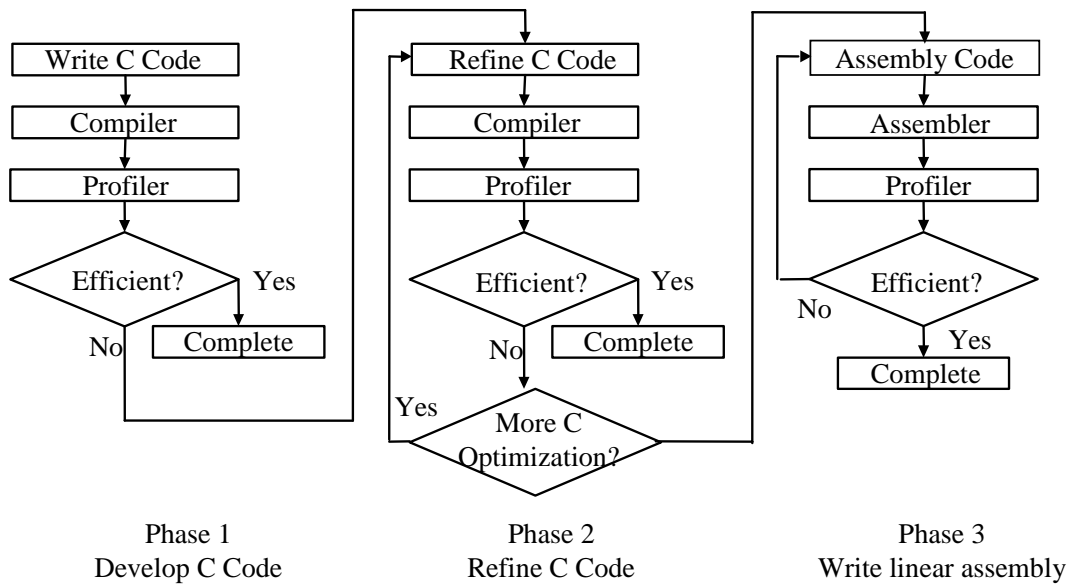 Write C Code
Compiler
Profiler
Efficient?
Yes
No
Complete
Refine C Code
Compiler
Profiler
Efficient?
Yes
No
Complete
Yes
More C
Optimization?
Assembly Code
Assembler
Profiler
Efficient?
No
Yes
Complete
Phase 1
Develop C Code
Phase 2
Refine C Code
Phase 3
Write linear assembly